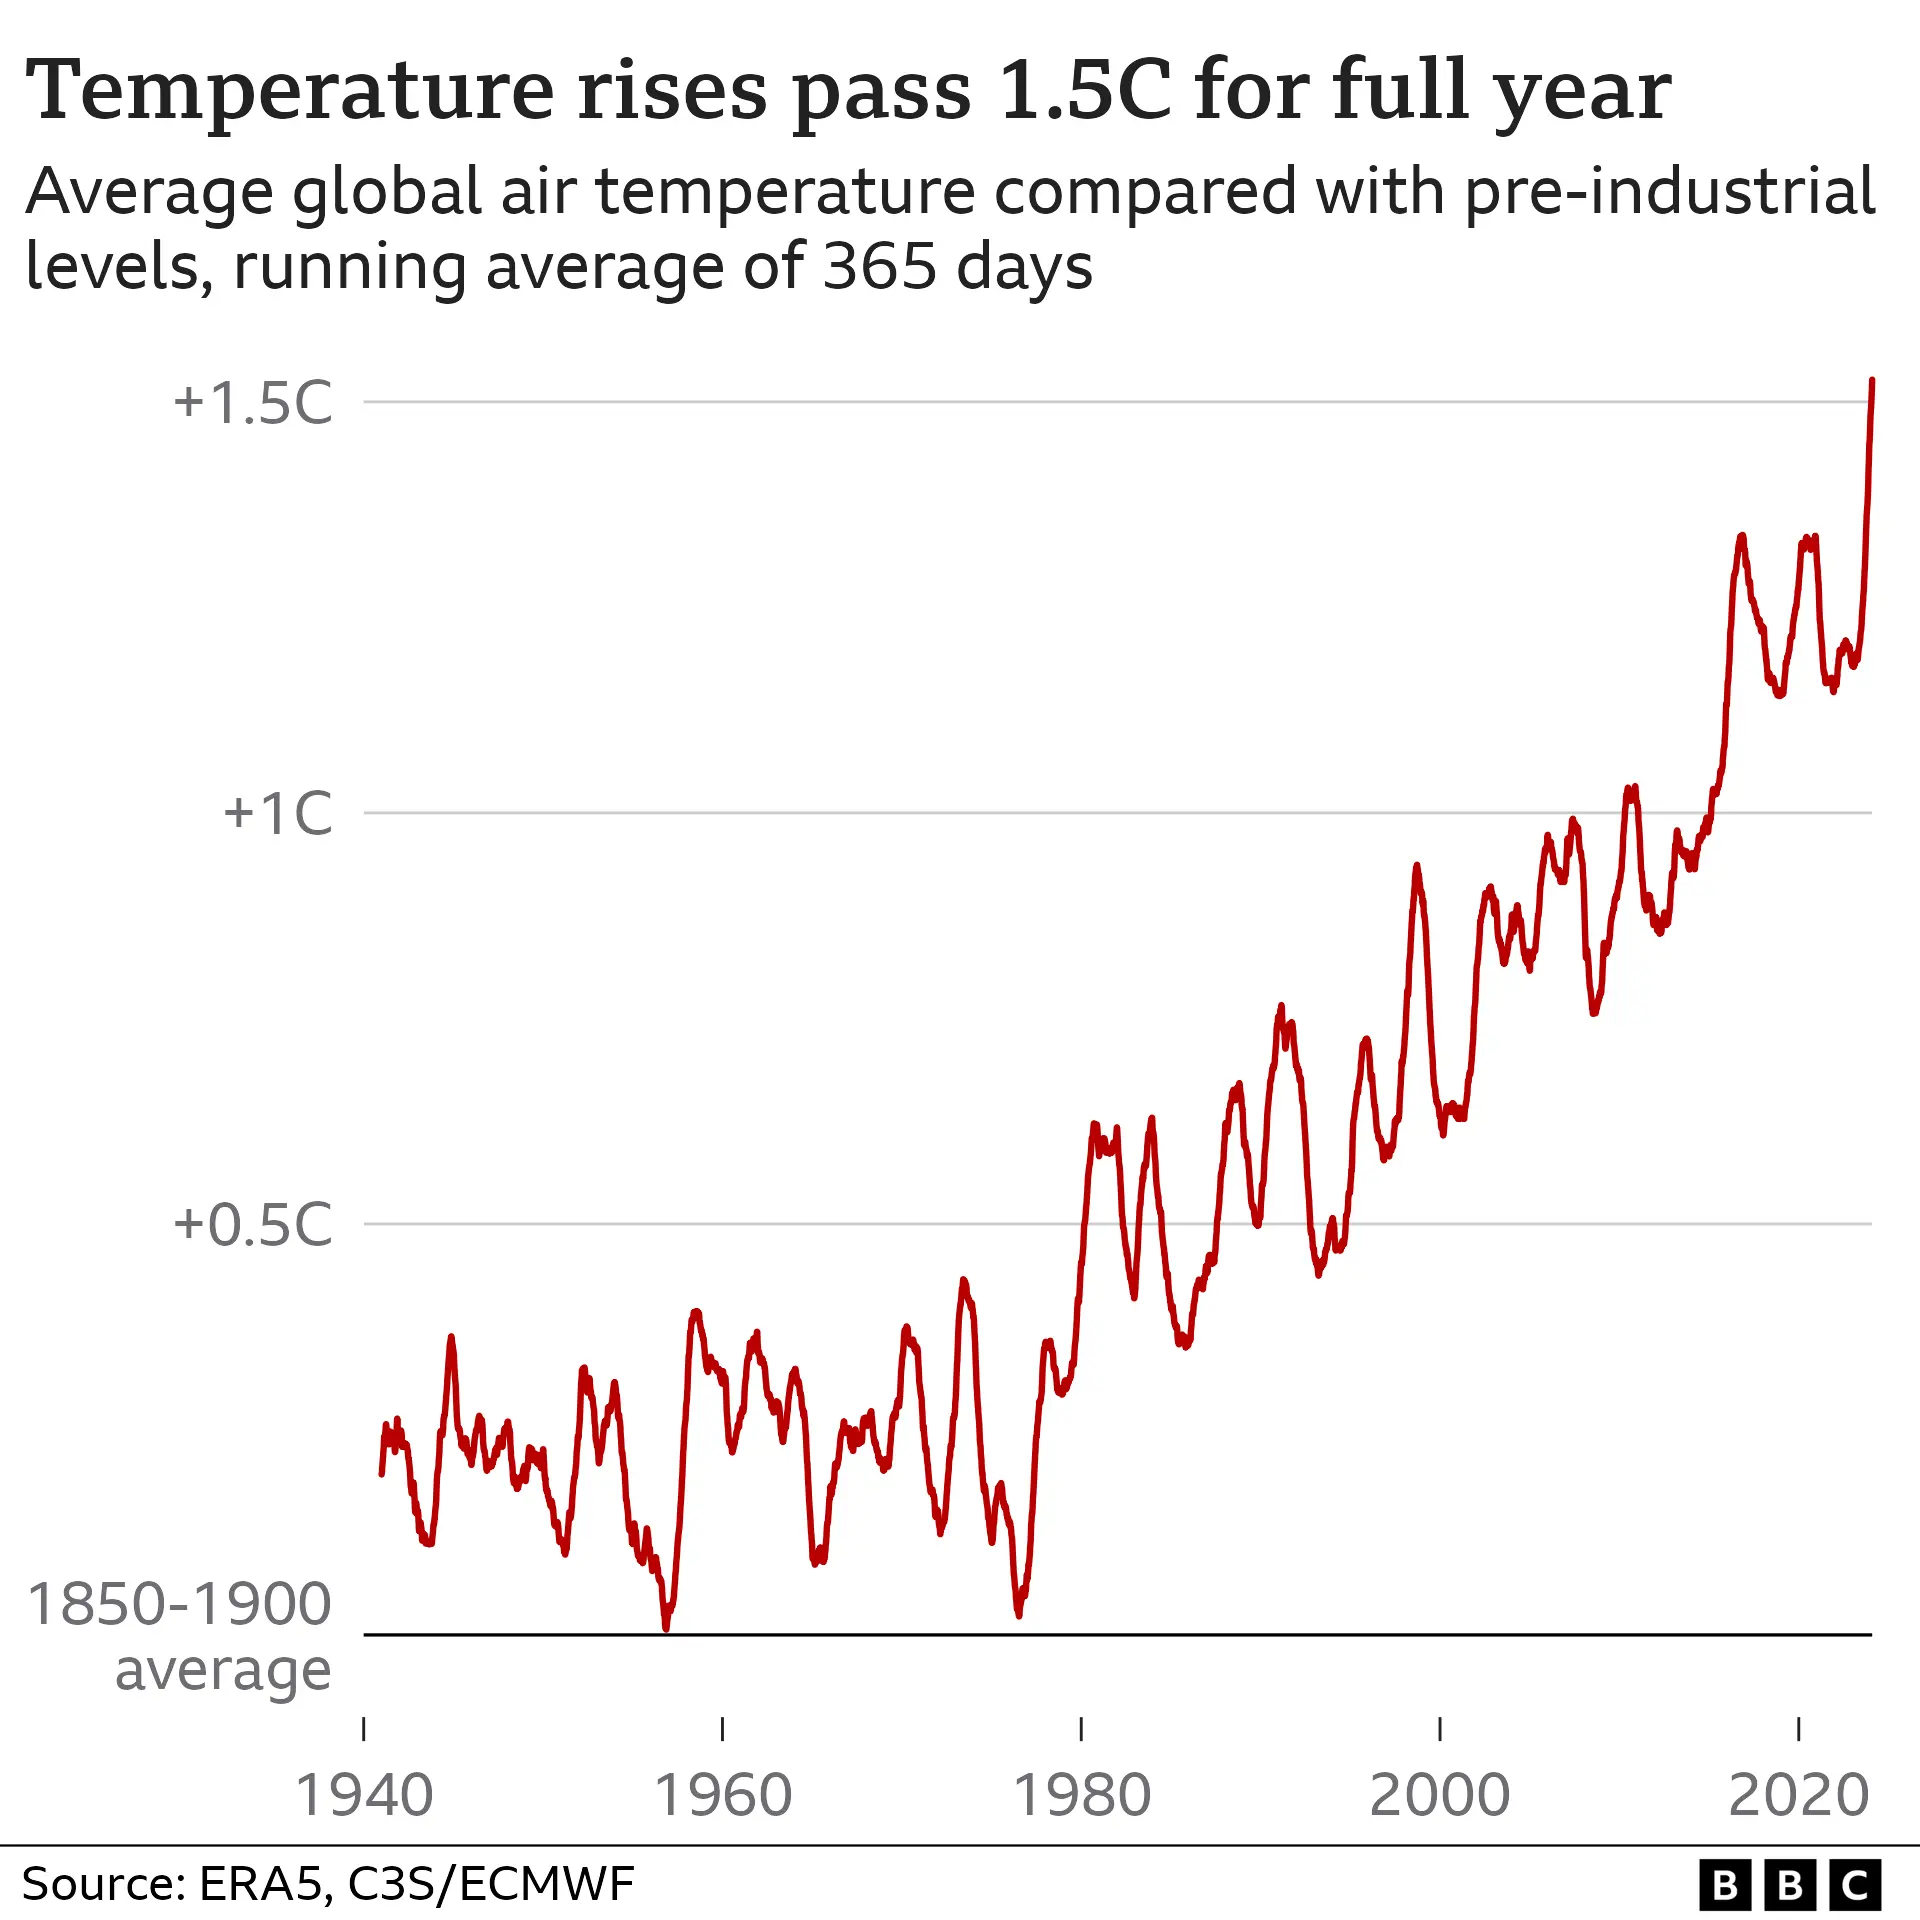 Temperature rises pass 1.5C for full year
Average global air temperature compared with pre-industrial
levels, running average of 365 days
+1.5C
+1C
+0.5C
1850-1900
average
1940 1960 1980 2000 2020
Source: ERA5, C3S/ECMWF
BBC